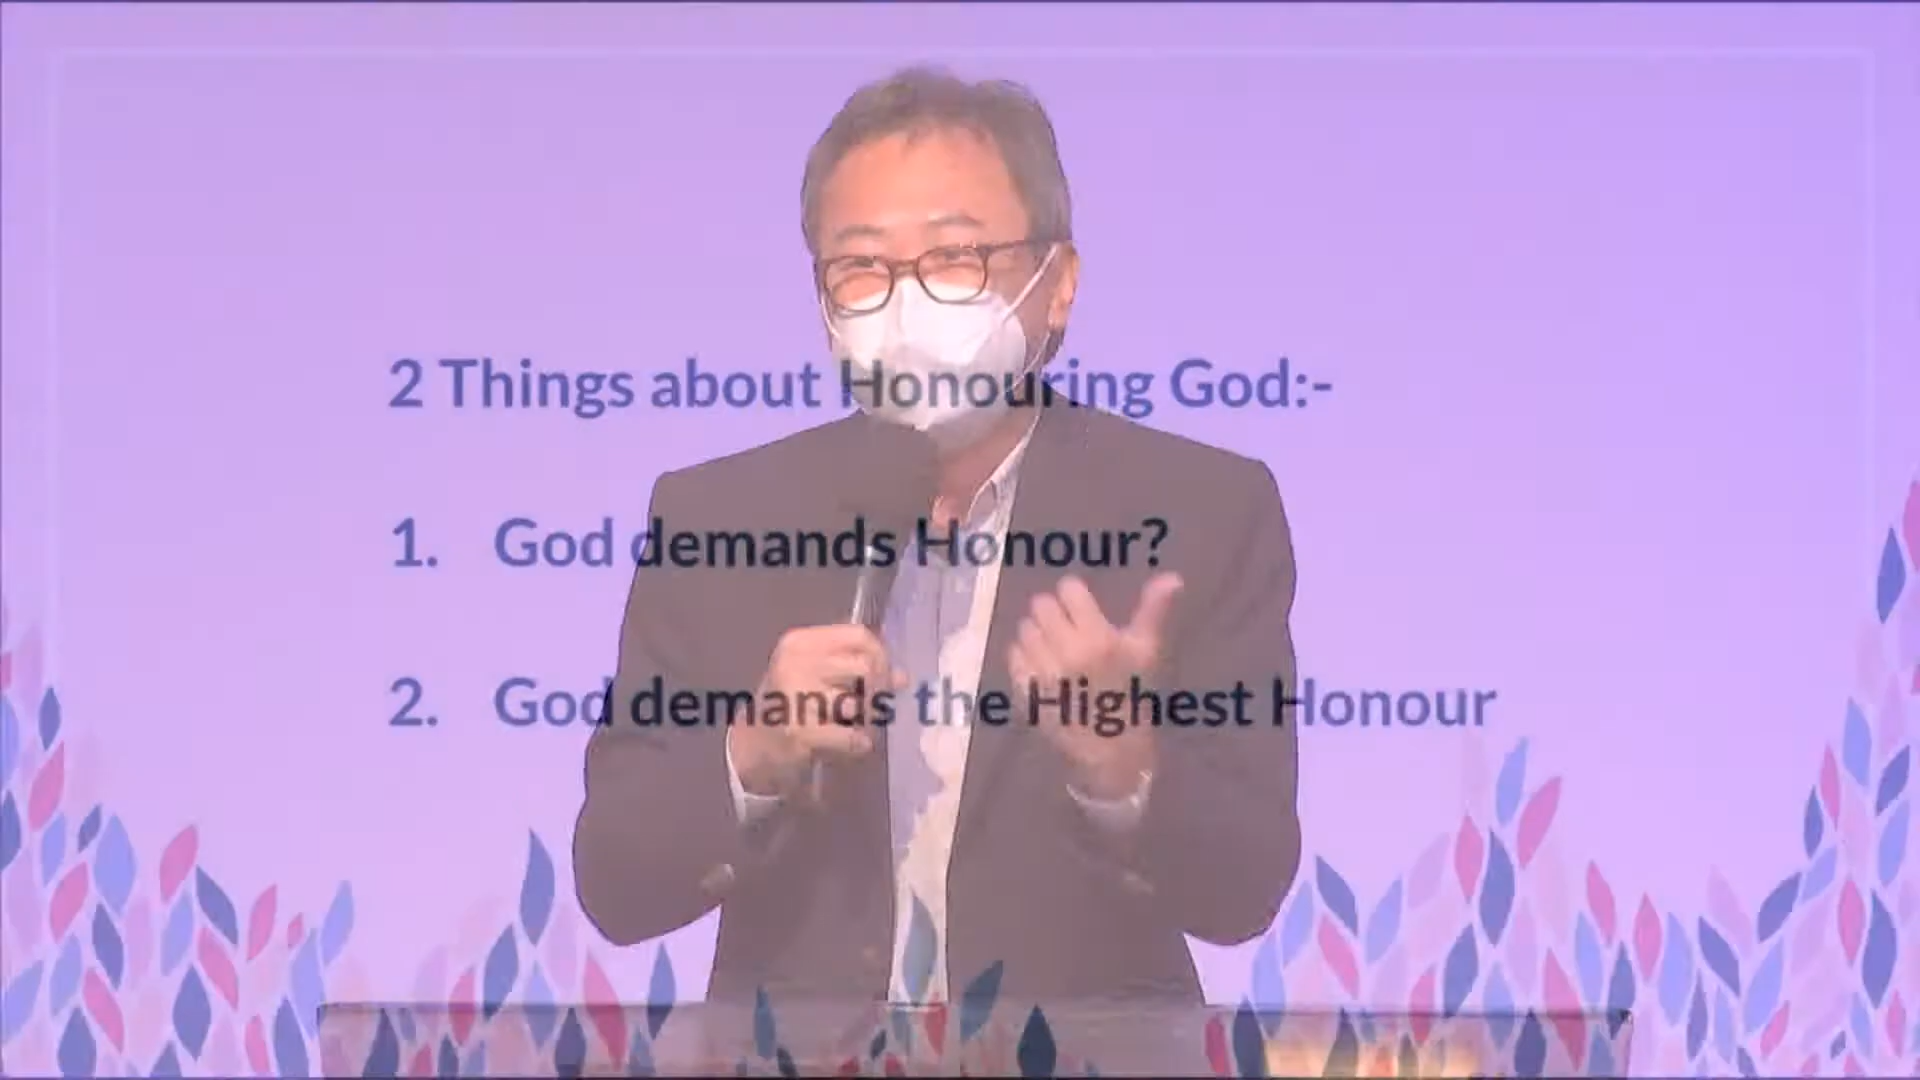 2 Things about Honouring God:-
1. God demands Honour?
2. God demands the Highest Honour